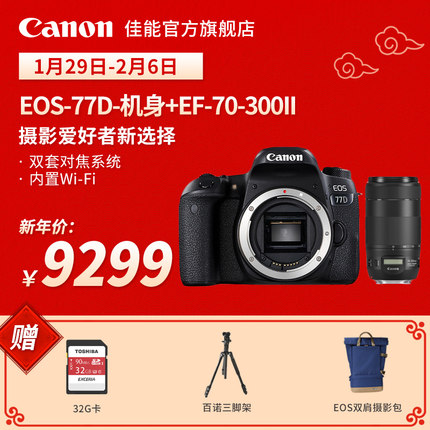 Canon 佳能官方旗舰店
1月29日-2月6日
EOS-77D-机身+EF-70-300II
摄影爱好者新选择
· 双套对焦系统
· 内置Wi-Fi
新年价:
¥9299
Canon
EOS
77D
Canon
赠
TOSHIBA
90MB/s
32GB
EXCERIA
32G卡
百诺三脚架
EOS双肩摄影包